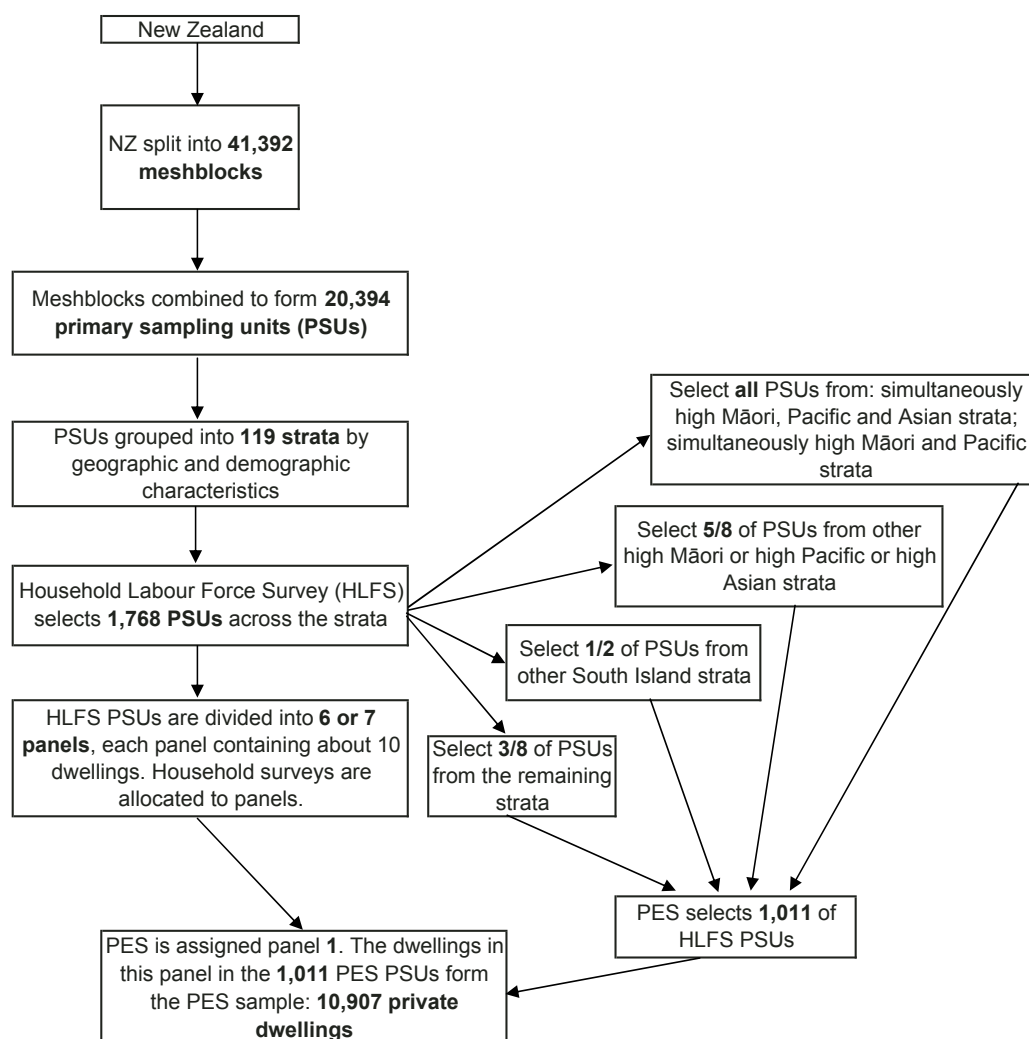 New Zealand
NZ split into 41,392
meshblocks
Meshblocks combined to form 20,394
primary sampling units (PSUs)
PSUs grouped into 119 strata by
geographic and demographic
characteristics
Household Labour Force Survey (HLFS)
selects 1,768 PSUs across the strata
HLFS PSUs are divided into 6 or 7
panels, each panel containing about 10
dwellings. Household surveys are
allocated to panels.
Select all PSUs from: simultaneously
high Māori, Pacific and Asian strata;
simultaneously high Māori and Pacific
strata
Select 5/8 of PSUs from other
high Māori or high Pacific or high
Asian strata
Select 1/2 of PSUs from
other South Island strata
Select 3/8 of PSUs
from the remaining
strata
PES selects 1,011 of
HLFS PSUs
PES is assigned panel 1. The dwellings in
this panel in the 1,011 PES PSUs form
the PES sample: 10,907 private
dwellings